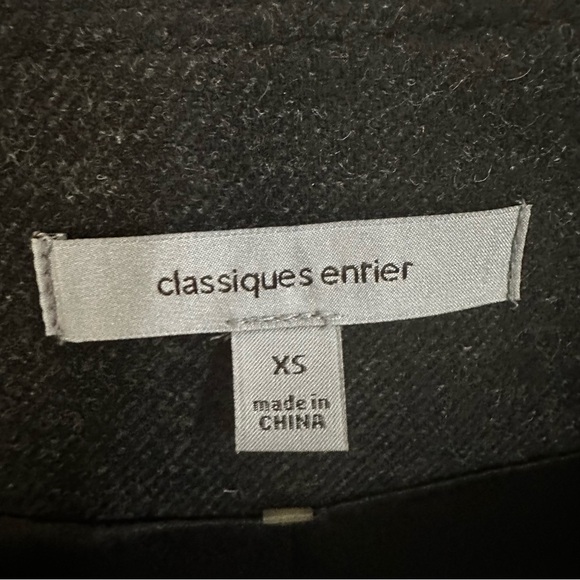 classiques entier
XS
made in
CHINA